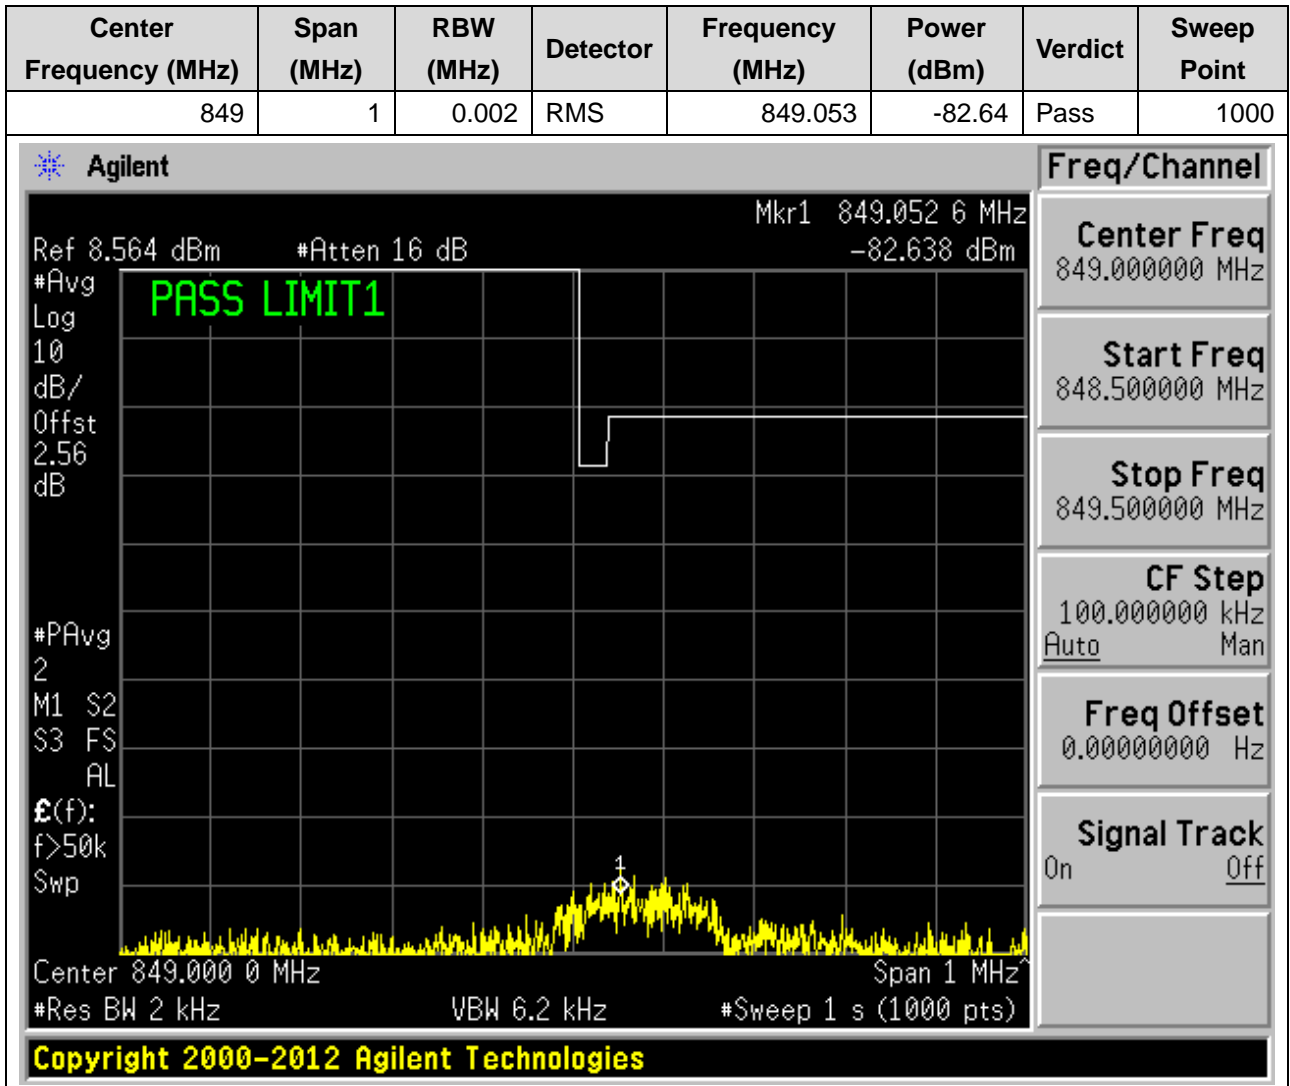 Center Frequency (MHz) Span (MHz) RBW (MHz) Detector Frequency (MHz) Power (dBm) Verdict Sweep Point
849 1 0.002 RMS 849.053 -82.64 Pass 1000
Agilent
Freq/Channel
Mkr1 849.052 6 MHz
Ref 8.564 dBm #Atten 16 dB -82.638 dBm
#Avg
Log
10
dB/
Offst
2.56
dB
PASS LIMIT1
#PAvg
2
M1 S2
S3 FS
AL
£(f):
f>50k
Swp
1
Center 849.000 0 MHz Span 1 MHz^
#Res BW 2 kHz VBW 6.2 kHz #Sweep 1 s (1000 pts)
Center Freq
849.000000 MHz
Start Freq
848.500000 MHz
Stop Freq
849.500000 MHz
CF Step
100.000000 kHz
Auto Man
Freq Offset
0.00000000 Hz
Signal Track
On Off
Copyright 2000-2012 Agilent Technologies